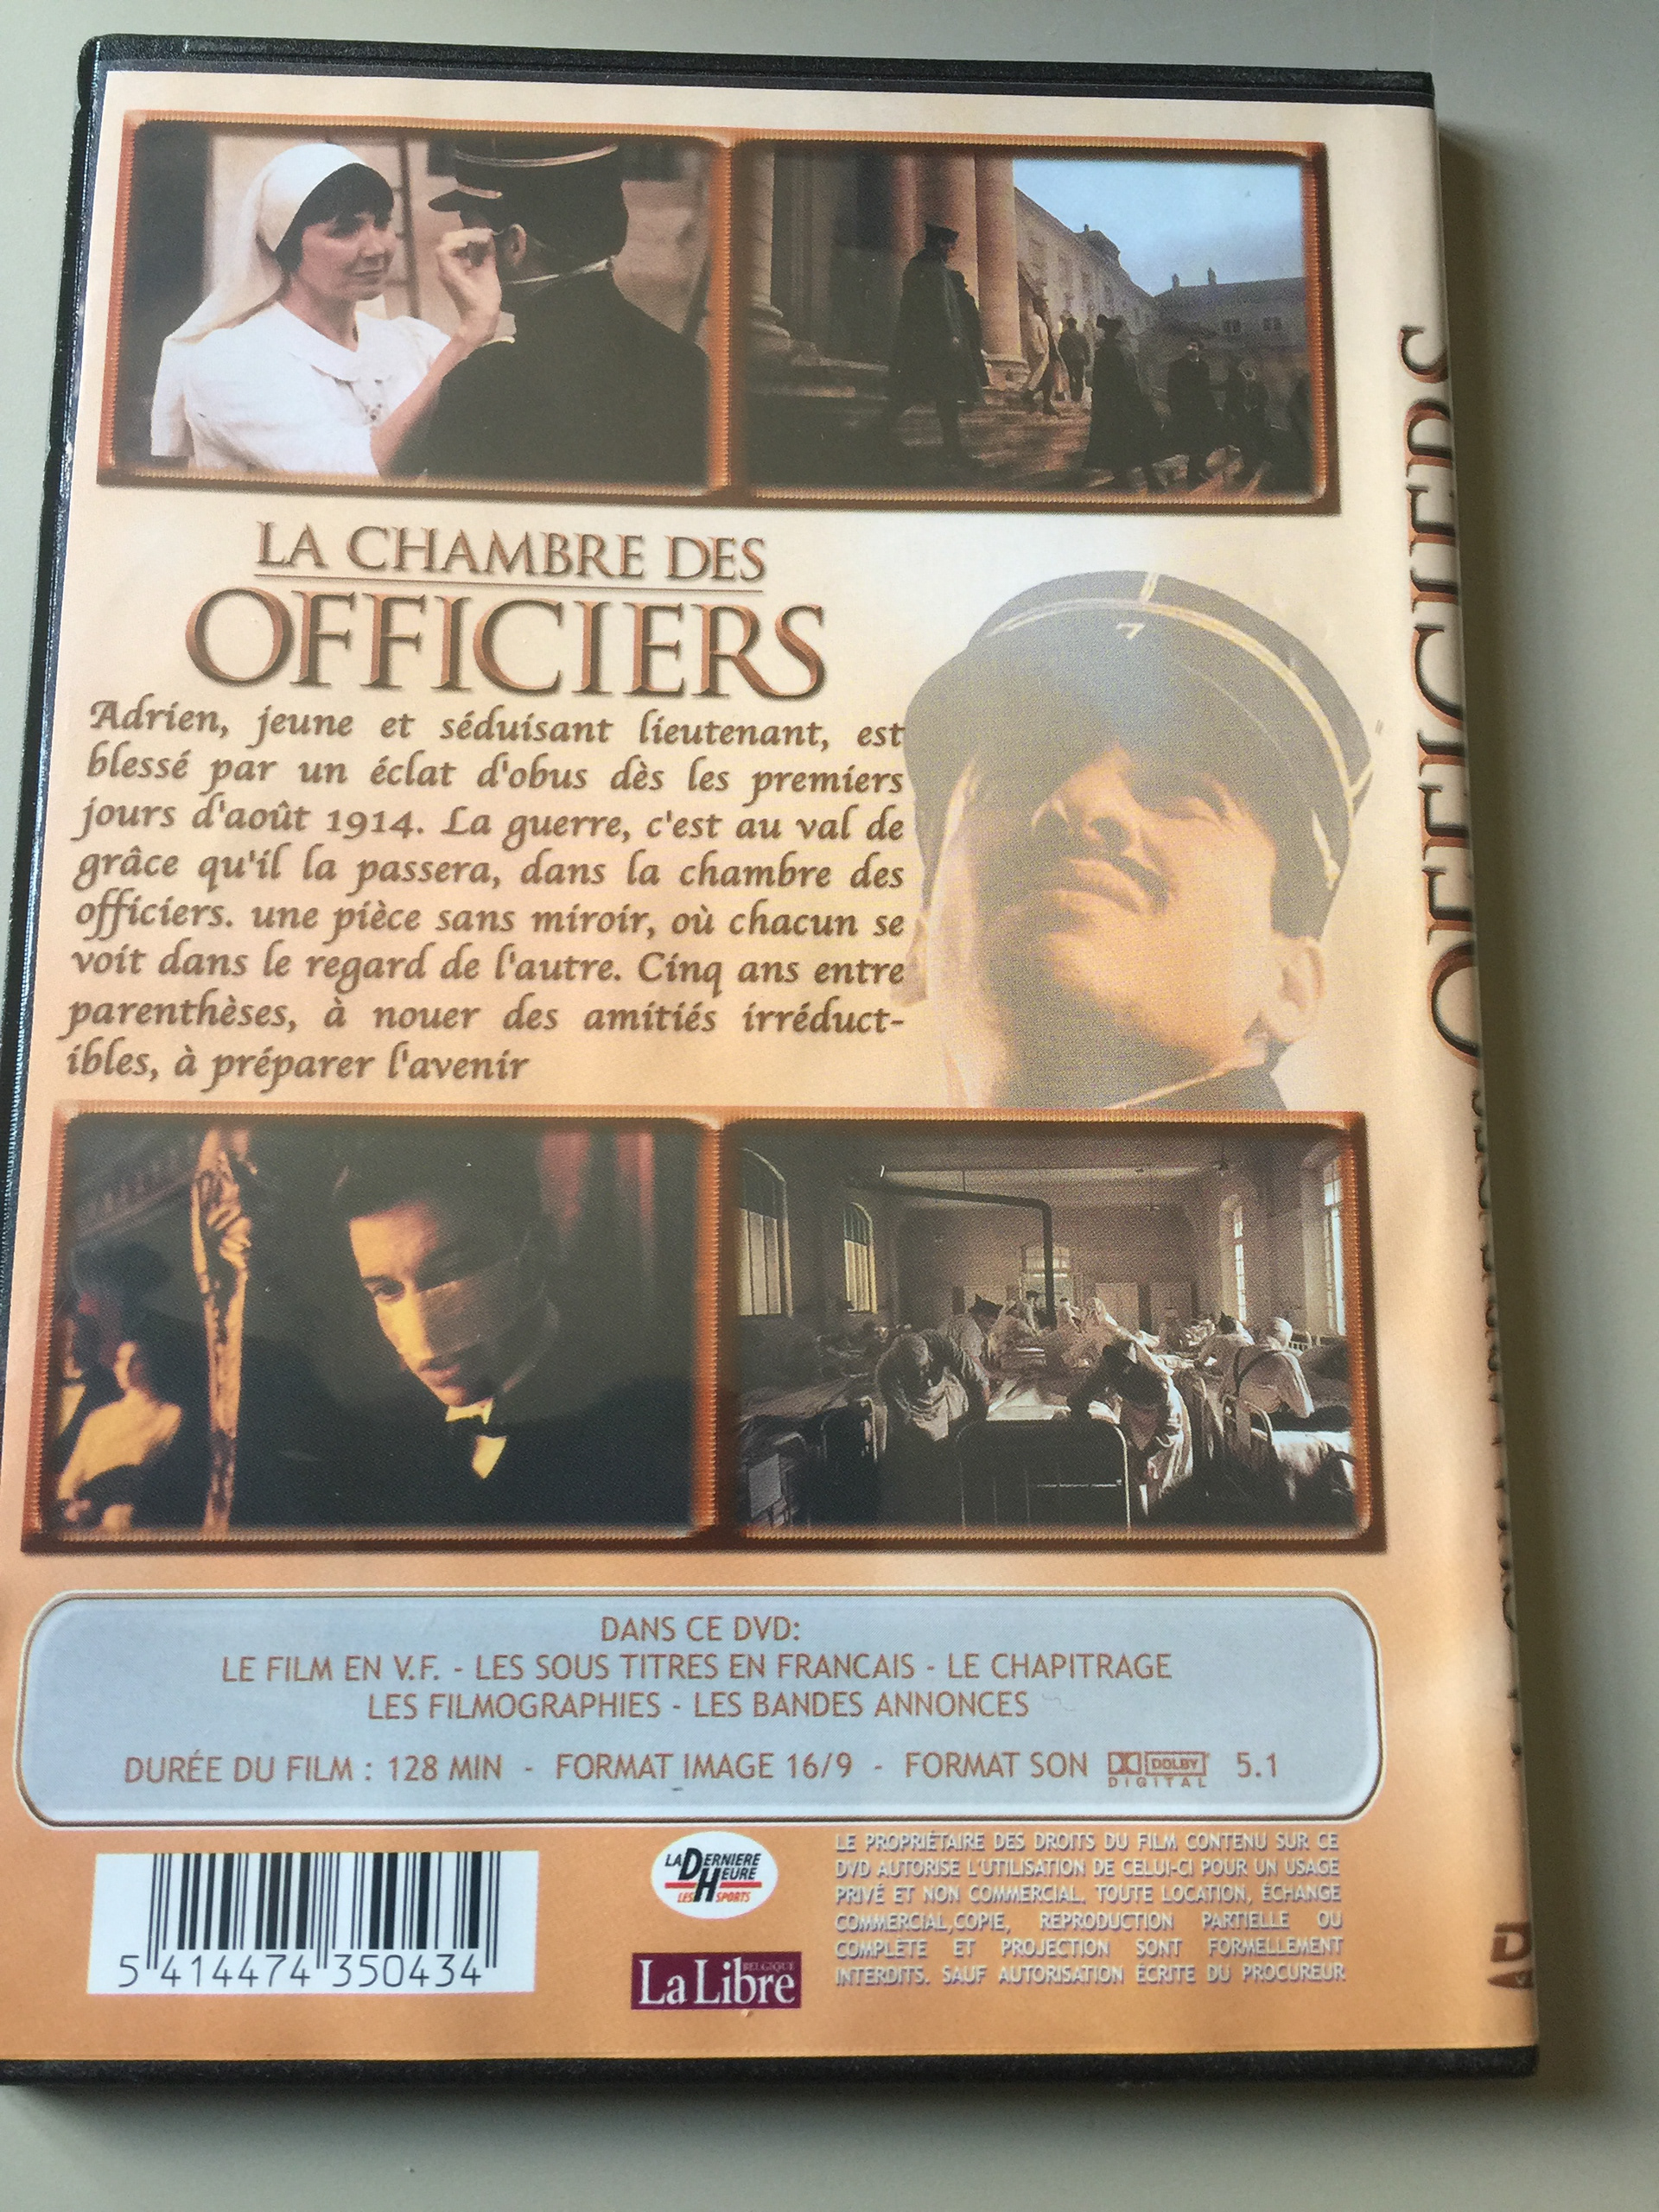 LA CHAMBRE DES
OFFICIERS
Adrien, jeune et séduisant lieutenant, est
blessé par un éclat d'obus dès les premiers
jours d'août 1914. La guerre, c'est au val de
grâce qu'il la passera, dans la chambre des
officiers. une pièce sans miroir, où chacun se
voit dans le regard de l'autre. Cinq ans entre
parenthèses, à nouer des amitiés irréduct-
ibles, à préparer l'avenir
7
DANS CE DVD:
LE FILM EN V.F. - LES SOUS TITRES EN FRANCAIS - LE CHAPITRAGE
LES FILMOGRAPHIES - LES BANDES ANNONCES
DURÉE DU FILM : 128 MIN - FORMAT IMAGE 16/9 - FORMAT SON DOLBY DIGITAL 5.1
5 414474 350434
LA DERNIERE
HEURE
LES SPORTS
La Libre
BELGIQUE
LE PROPRIÉTAIRE DES DROITS DU FILM CONTENU SUR CE
DVD AUTORISE L'UTILISATION DE CELUI-CI POUR UN USAGE
PRIVÉ ET NON COMMERCIAL. TOUTE LOCATION, ÉCHANGE
COMMERCIAL,COPIE, REPRODUCTION PARTIELLE OU
COMPLÈTE ET PROJECTION SONT FORMELLEMENT
INTERDITS. SAUF AUTORISATION ÉCRITE DU PROCUREUR
OFFICIERS